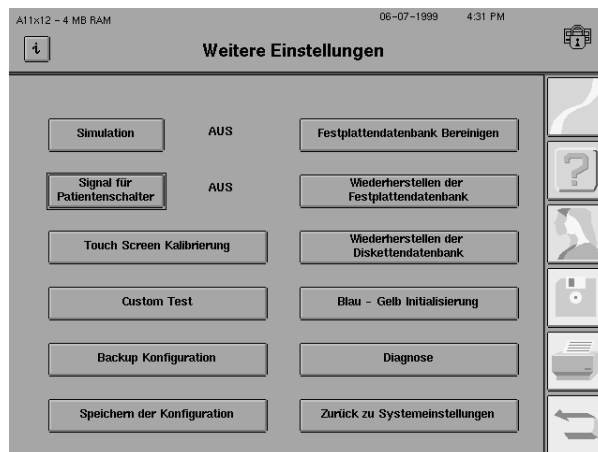 A11x12 – 4 MB RAM
06-07-1999 4:31 PM
i
Weitere Einstellungen
Simulation
AUS
Festplattendatenbank Bereinigen
Signal für
Patientenschalter
AUS
Wiederherstellen der
Festplattendatenbank
Touch Screen Kalibrierung
Wiederherstellen der
Diskettendatenbank
Custom Test
Blau – Gelb Initialisierung
Backup Konfiguration
Diagnose
Speichern der Konfiguration
Zurück zu Systemeinstellungen
?